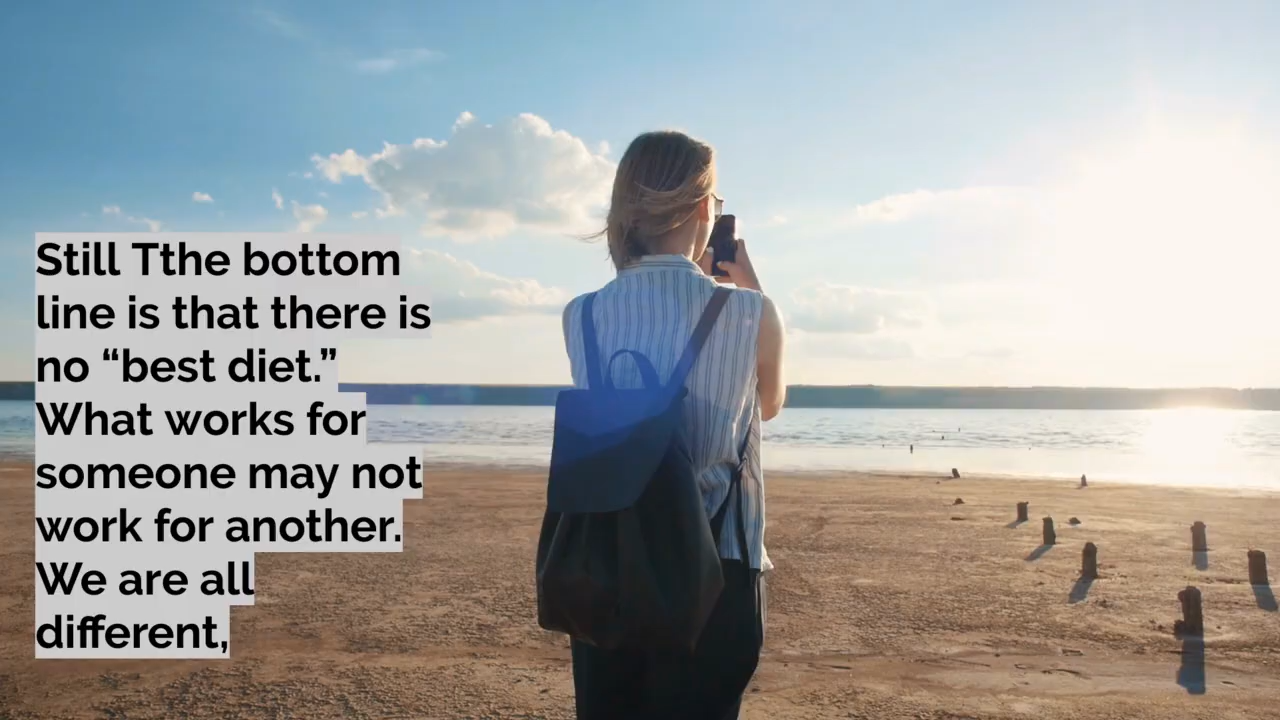 Still Tthe bottom
line is that there is
no “best diet.”
What works for
someone may not
work for another.
We are all
different,